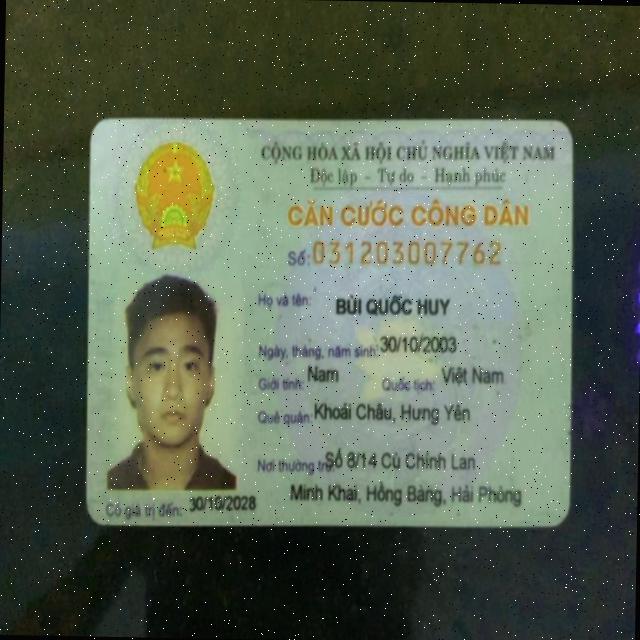 CỘNG HÒA XÃ HỘI CHỦ NGHĨA VIỆT NAM
Độc lập - Tự do - Hạnh phúc
CĂN CƯỚC CÔNG DÂN
Số: 031203007762
Họ và tên: BÙI QUỐC HUY
Ngày, tháng, năm sinh: 30/10/2003
Giới tính: Nam Quốc tịch: Việt Nam
Quê quán: Khoái Châu, Hưng Yên
Nơi thường trú: Số 8/14 Cù Chính Lan
Minh Khai, Hồng Bàng, Hải Phòng
Có giá trị đến: 30/10/2028